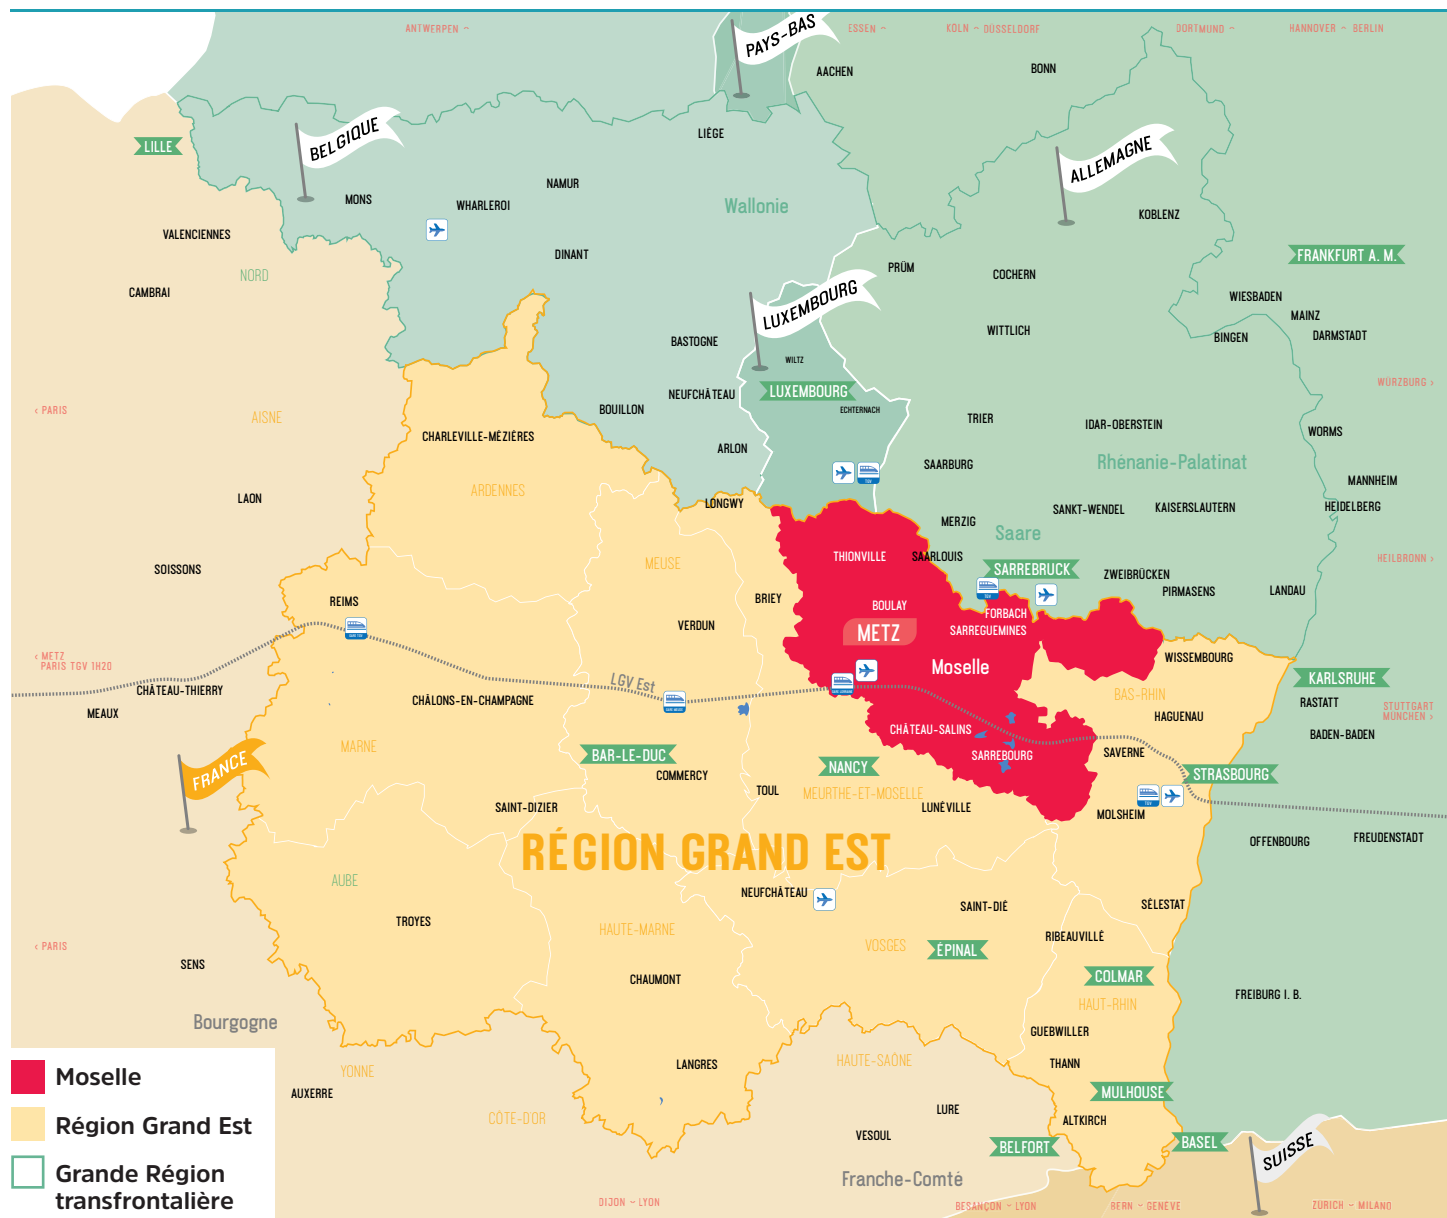 ANTWERPEN ~
ESSEN ~
KÖLN ~ DÜSSELDORF
DORTMUND ~
HANNOVER ~ BERLIN
PAYS-BAS
AACHEN
BONN
BELGIQUE
LIÈGE
ALLEMAGNE
LILLE
NAMUR
MONS
WHARLEROI
Wallonie
KOBLENZ
VALENCIENNES
DINANT
FRANKFURT A. M.
NORD
PRÜM
COCHERN
CAMBRAI
LUXEMBOURG
WIESBADEN
MAINZ
WITTLICH
BINGEN
DARMSTADT
BASTOGNE
WILTZ
WÜRZBURG ›
NEUFCHÂTEAU
LUXEMBOURG
ECHTERNACH
‹ PARIS
BOUILLON
AISNE
TRIER
IDAR-OBERSTEIN
WORMS
CHARLEVILLE-MÉZIÈRES
ARLON
SAARBURG
Rhénanie-Palatinat
MANNHEIM
ARDENNES
LAON
LONGWY
HEIDELBERG
SANKT-WENDEL
KAISERSLAUTERN
MERZIG
Saare
THIONVILLE
SAARLOUIS
HEILBRONN ›
MEUSE
SOISSONS
SARREBRUCK
ZWEIBRÜCKEN
PIRMASENS
LANDAU
REIMS
BRIEY
BOULAY
FORBACH
VERDUN
METZ
SARREGUEMINES
‹ METZ
PARIS TGV 1H20
WISSEMBOURG
Moselle
KARLSRUHE
LGV Est
CHÂTEAU-THIERRY
BAS-RHIN
CHÂLONS-EN-CHAMPAGNE
RASTATT
STUTTGART
MÜNCHEN ›
MEAUX
HAGUENAU
CHÂTEAU-SALINS
BADEN-BADEN
MARNE
BAR-LE-DUC
SARREBOURG
SAVERNE
FRANCE
COMMERCY
NANCY
STRASBOURG
TOUL
MEURTHE-ET-MOSELLE
SAINT-DIZIER
LUNÉVILLE
TGV
MOLSHEIM
RÉGION GRAND EST
OFFENBOURG
FREUDENSTADT
AUBE
NEUFCHÂTEAU
SAINT-DIÉ
SÉLESTAT
TROYES
HAUTE-MARNE
RIBEAUVILLÉ
‹ PARIS
VOSGES
ÉPINAL
SENS
CHAUMONT
COLMAR
FREIBURG I. B.
HAUT-RHIN
Bourgogne
GUEBWILLER
HAUTE-SAÔNE
LANGRES
THANN
YONNE
Moselle
AUXERRE
MULHOUSE
LURE
CÔTE-D'OR
ALTKIRCH
Région Grand Est
VESOUL
BELFORT
BASEL
SUISSE
Franche-Comté
Grande Région
transfrontalière
DIJON ~ LYON
BESANÇON ~ LYON
BERN ~ GENÈVE
ZÜRICH ~ MILANO